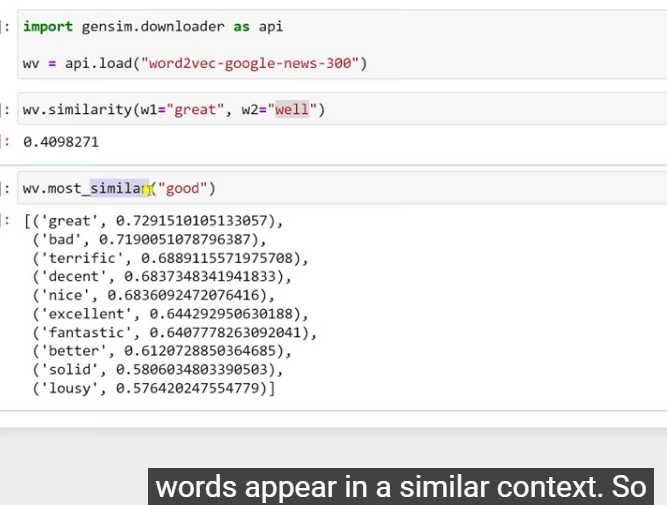 ]: import gensim.downloader as api
wv = api.load("word2vec-google-news-300")
]: wv.similarity(w1="great", w2="well")
]: 0.4098271
]: wv.most_similar("good")
]: [('great', 0.7291510105133057),
('bad', 0.7190051078796387),
('terrific', 0.6889115571975708),
('decent', 0.6837348341941833),
('nice', 0.6836092472076416),
('excellent', 0.644292950630188),
('fantastic', 0.6407778263092041),
('better', 0.6120728850364685),
('solid', 0.5806034803390503),
('lousy', 0.576420247554779)]
words appear in a similar context. So